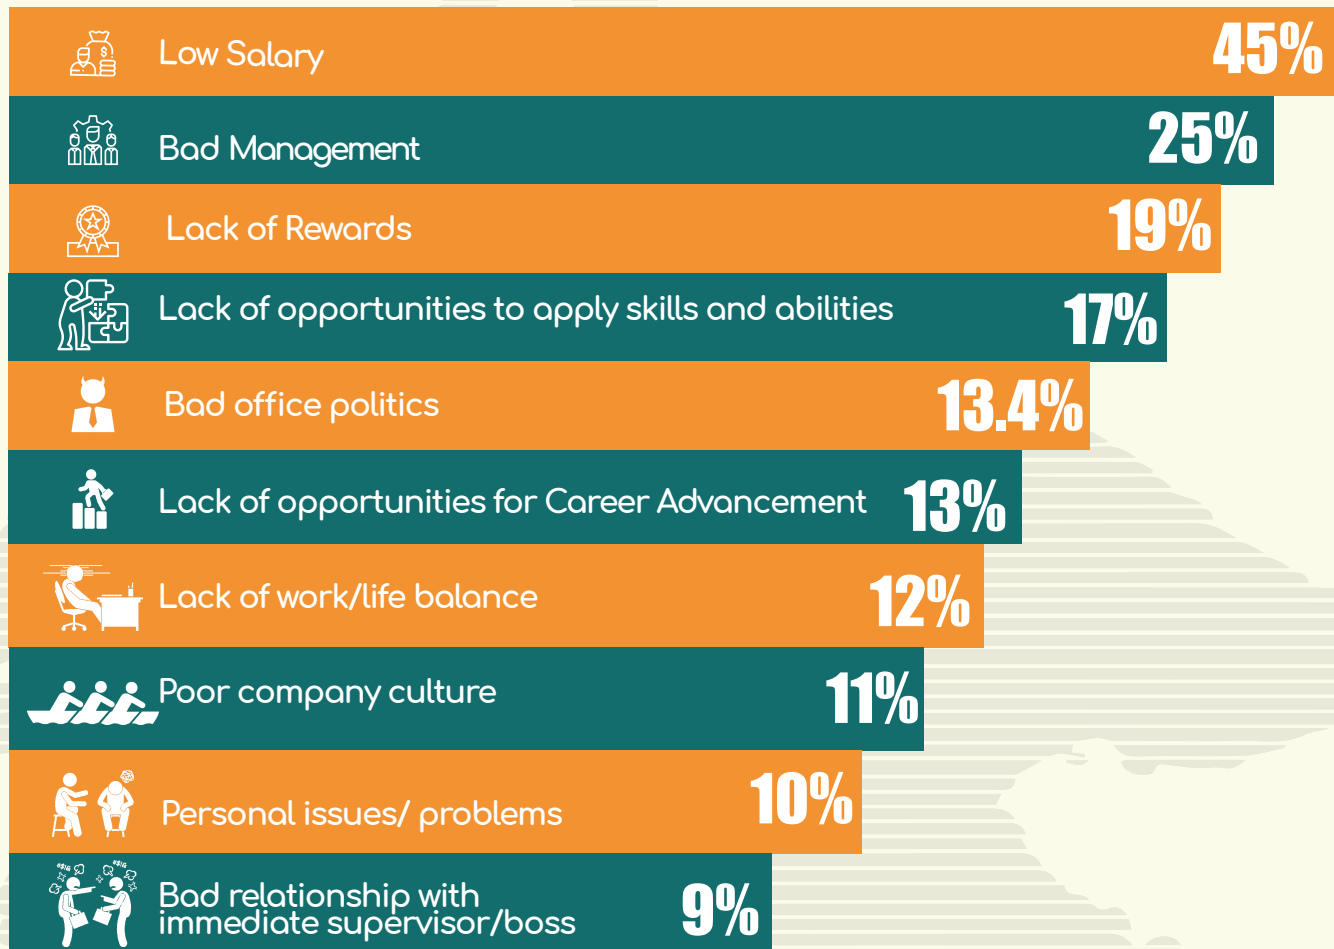 Low Salary 45%
Bad Management 25%
Lack of Rewards 19%
Lack of opportunities to apply skills and abilities 17%
Bad office politics 13.4%
Lack of opportunities for Career Advancement 13%
Lack of work/life balance 12%
Poor company culture 11%
Personal issues/ problems 10%
Bad relationship with
immediate supervisor/boss 9%